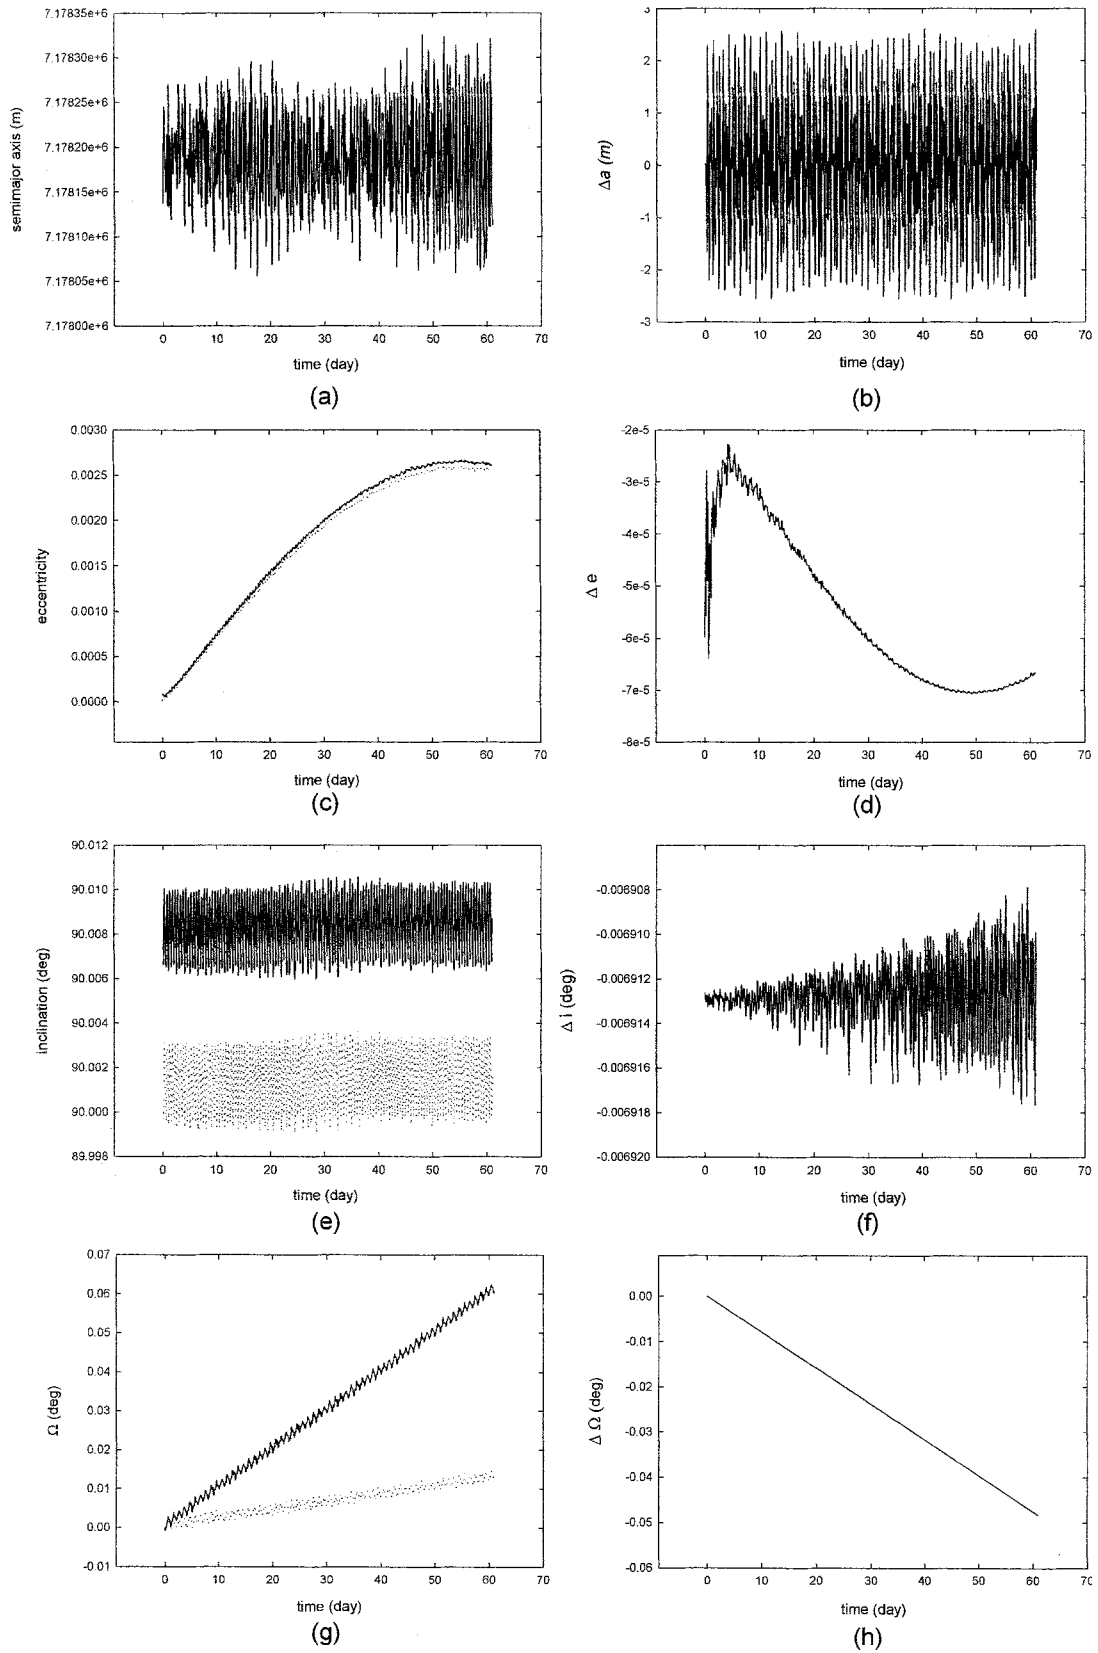 7.17835e+6
7.17830e+6
7.17825e+6
7.17820e+6
7.17815e+6
7.17810e+6
7.17805e+6
7.17800e+6
semimajor axis (m)
0 10 20 30 40 50 60 70
time (day)
(a)
3
2
1
0
-1
-2
-3
Δa (m)
0 10 20 30 40 50 60 70
time (day)
(b)
0.0030
0.0025
0.0020
0.0015
0.0010
0.0005
0.0000
eccentricity
0 10 20 30 40 50 60 70
time (day)
(c)
-2e-5
-3e-5
-4e-5
-5e-5
-6e-5
-7e-5
-8e-5
Δ e
0 10 20 30 40 50 60 70
time (day)
(d)
90.012
90.010
90.008
90.006
90.004
90.002
90.000
89.998
inclination (deg)
0 10 20 30 40 50 60 70
time (day)
(e)
-0.006908
-0.006910
-0.006912
-0.006914
-0.006916
-0.006918
-0.006920
Δ i (deg)
0 10 20 30 40 50 60 70
time (day)
(f)
0.07
0.06
0.05
0.04
0.03
0.02
0.01
0.00
-0.01
Ω (deg)
0 10 20 30 40 50 60 70
time (day)
(g)
0.00
-0.01
-0.02
-0.03
-0.04
-0.05
-0.06
Δ Ω (deg)
0 10 20 30 40 50 60 70
time (day)
(h)